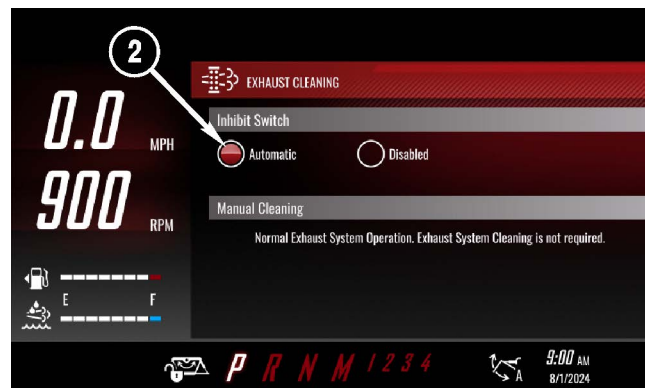 2
EXHAUST CLEANING
Inhibit Switch
0.0 MPH
Automatic Disabled
900 RPM
Manual Cleaning
Normal Exhaust System Operation. Exhaust System Cleaning is not required.
E F
P R N M 1 2 3 4
A
9:00 AM
8/1/2024